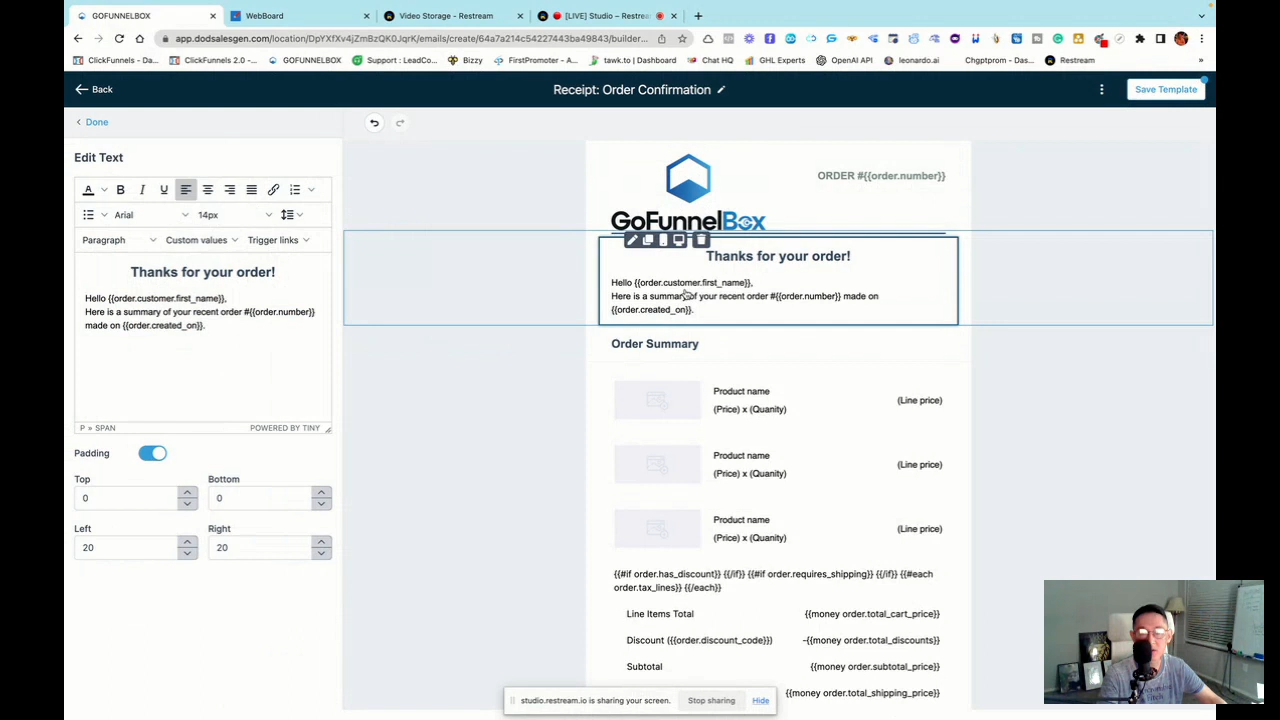 GOFUNNELBOX
WebBoard
Video Storage - Restream
[LIVE] Studio – Restrea
app.dodsalesgen.com/location/DpYXfXv4jZmBzQK0JqrK/emails/create/64a7a214c54227443ba49843/builder...
ClickFunnels - Da...
ClickFunnels 2.0 -...
GOFUNNELBOX
Support : LeadCo...
Bizzy
FirstPromoter - A...
tawk.to | Dashboard
Chat HQ
GHL Experts
OpenAI API
leonardo.ai
Chgptprom - Das...
Restream
Back
Receipt: Order Confirmation
Save Template
Done
Edit Text
A B I U
Arial
14px
Paragraph
Custom values
Trigger links
Thanks for your order!
Hello {{order.customer.first_name}},
Here is a summary of your recent order #{{order.number}}
made on {{order.created_on}}.
P » SPAN
POWERED BY TINY
Padding
Top
Bottom
0
0
Left
Right
20
20
GoFunnelBox
ORDER #{{order.number}}
Thanks for your order!
Hello {{order.customer.first_name}},
Here is a summary of your recent order #{{order.number}} made on
{{order.created_on}}.
Order Summary
Product name
(Price) x (Quanity)
(Line price)
Product name
(Price) x (Quanity)
(Line price)
Product name
(Price) x (Quanity)
(Line price)
{{#if order.has_discount}} {{/if}} {{#if order.requires_shipping}} {{/if}} {{#each
order.tax_lines}} {{/each}}
Line Items Total
{{money order.total_cart_price}}
Discount ({{{order.discount_code}}})
-{{money order.total_discounts}}
Subtotal
{{money order.subtotal_price}}
{{money order.total_shipping_price}}
studio.restream.io is sharing your screen.
Stop sharing
Hide